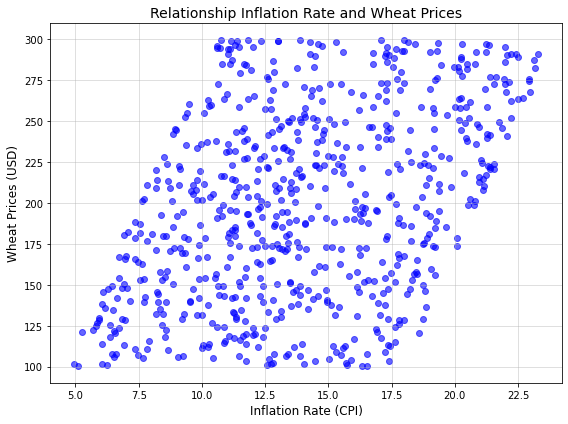 Relationship Inflation Rate and Wheat Prices
Wheat Prices (USD)
300
275
250
225
200
175
150
125
100
5.0 7.5 10.0 12.5 15.0 17.5 20.0 22.5
Inflation Rate (CPI)